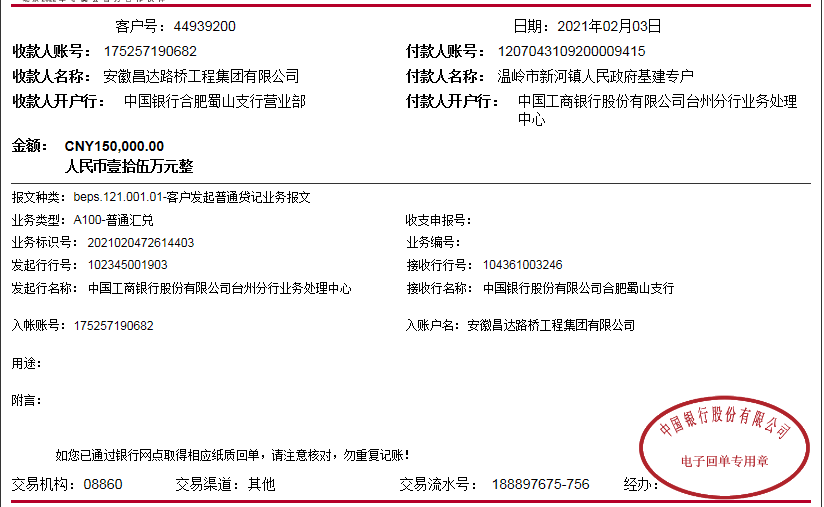 客户号：44939200 日期：2021年02月03日
收款人账号：175257190682 付款人账号：1207043109200009415
收款人名称：安徽昌达路桥工程集团有限公司 付款人名称：温岭市新河镇人民政府基建专户
收款人开户行：中国银行合肥蜀山支行营业部 付款人开户行：中国工商银行股份有限公司台州分行业务处理
中心
金额：CNY150,000.00
人民币壹拾伍万元整
报文种类：beps.121.001.01-客户发起普通贷记业务报文
业务类型：A100-普通汇兑 收支申报号：
业务标识号：2021020472614403 业务编号：
发起行行号：102345001903 接收行行号：104361003246
发起行名称：中国工商银行股份有限公司台州分行业务处理中心 接收行名称：中国银行股份有限公司合肥蜀山支行
入帐账号：175257190682 入账户名：安徽昌达路桥工程集团有限公司
用途：
附言：
中国银行股份有限公司
电子回单专用章
如您已通过银行网点取得相应纸质回单，请注意核对，勿重复记账！
交易机构：08860 交易渠道：其他 交易流水号：188897675-756 经办：